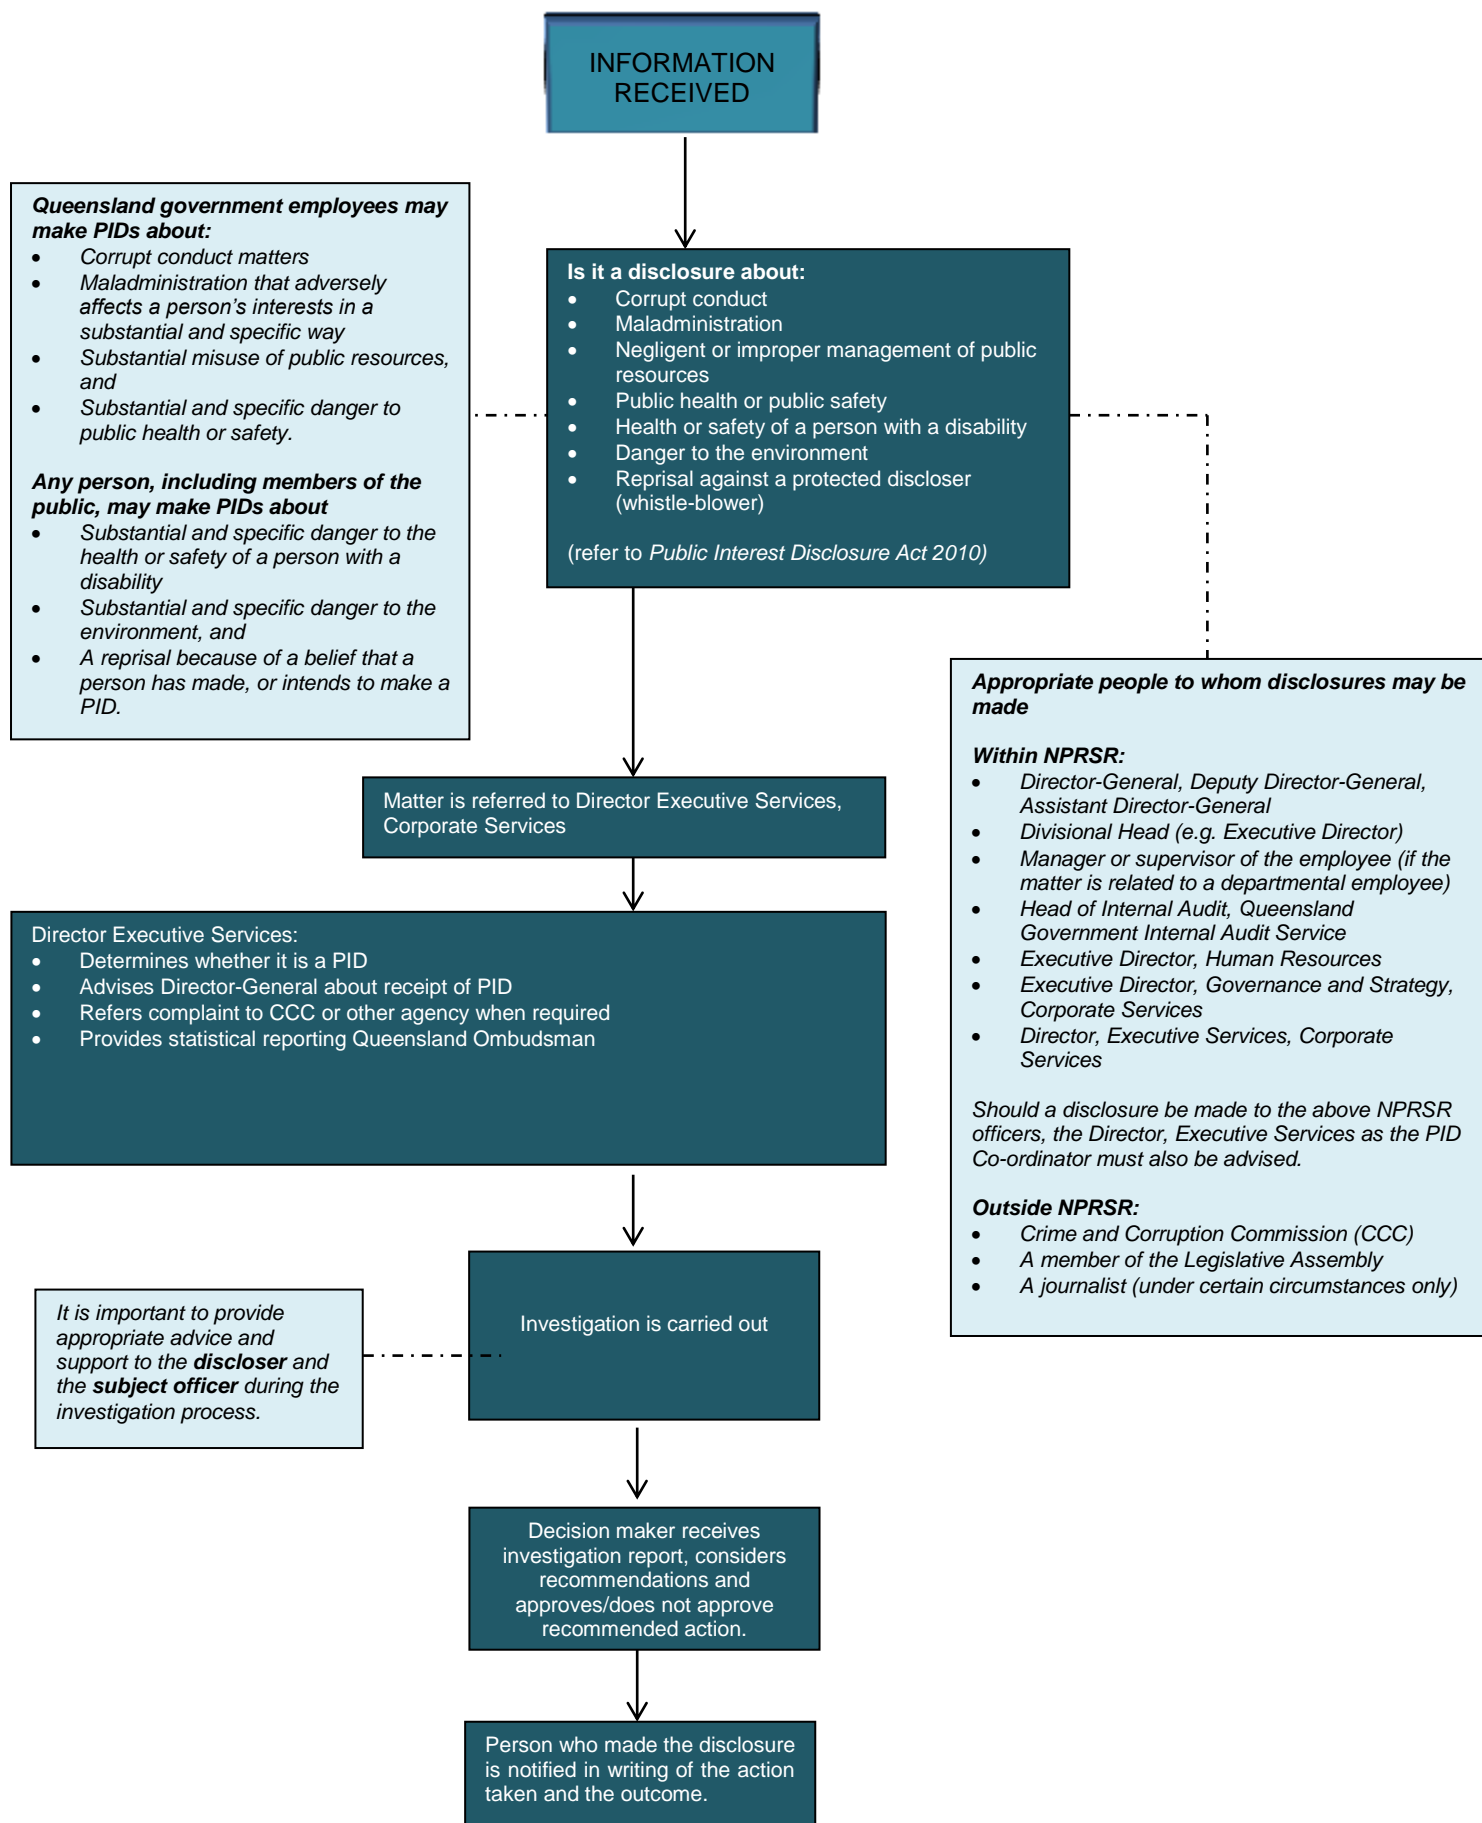 INFORMATION
RECEIVED
Queensland government employees may
make PIDs about:
• Corrupt conduct matters
• Maladministration that adversely
affects a person’s interests in a
substantial and specific way
• Substantial misuse of public resources,
and
• Substantial and specific danger to
public health or safety.
Any person, including members of the
public, may make PIDs about
• Substantial and specific danger to the
health or safety of a person with a
disability
• Substantial and specific danger to the
environment, and
• A reprisal because of a belief that a
person has made, or intends to make a
PID.
Is it a disclosure about:
• Corrupt conduct
• Maladministration
• Negligent or improper management of public
resources
• Public health or public safety
• Health or safety of a person with a disability
• Danger to the environment
• Reprisal against a protected discloser
(whistle-blower)
(refer to Public Interest Disclosure Act 2010)
Appropriate people to whom disclosures may be
made
Within NPRSR:
• Director-General, Deputy Director-General,
Assistant Director-General
• Divisional Head (e.g. Executive Director)
• Manager or supervisor of the employee (if the
matter is related to a departmental employee)
• Head of Internal Audit, Queensland
Government Internal Audit Service
• Executive Director, Human Resources
• Executive Director, Governance and Strategy,
Corporate Services
• Director, Executive Services, Corporate
Services
Should a disclosure be made to the above NPRSR
officers, the Director, Executive Services as the PID
Co-ordinator must also be advised.
Outside NPRSR:
• Crime and Corruption Commission (CCC)
• A member of the Legislative Assembly
• A journalist (under certain circumstances only)
Matter is referred to Director Executive Services,
Corporate Services
Director Executive Services:
• Determines whether it is a PID
• Advises Director-General about receipt of PID
• Refers complaint to CCC or other agency when required
• Provides statistical reporting Queensland Ombudsman
Investigation is carried out
It is important to provide
appropriate advice and
support to the discloser and
the subject officer during the
investigation process.
Decision maker receives
investigation report, considers
recommendations and
approves/does not approve
recommended action.
Person who made the disclosure
is notified in writing of the action
taken and the outcome.